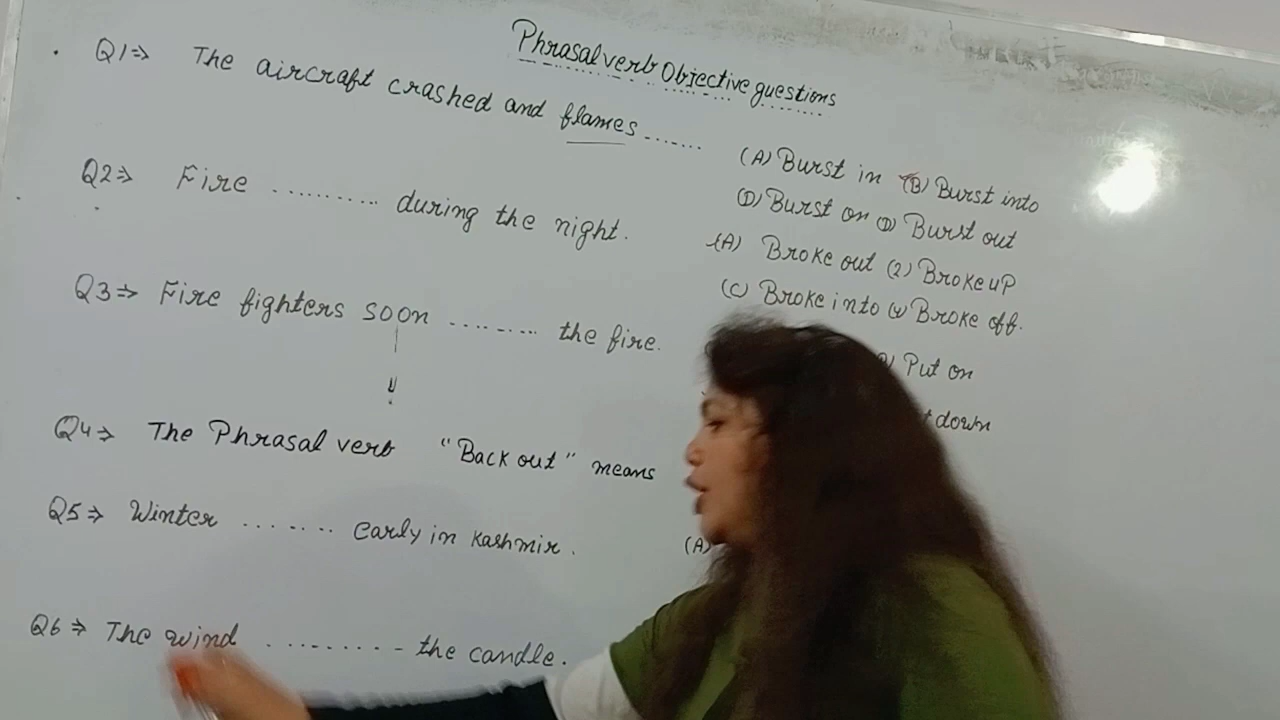 Phrasal verb Objective questions
Q1⇒ The aircraft crashed and flames .......
(A) Burst in (B) Burst into
(D) Burst on (D) Burst out
Q2⇒ Fire .......... during the night.
(A) Broke out (2) Broke uP
(C) Broke into (4) Broke off.
Q3⇒ Fire fighters soon ........ the fire.
Put on
down
Q4⇒ The Phrasal verb "Back out" means
Q5⇒ Winter ....... early in Kashmir.
(A)
Q6⇒ The wind ......... the candle.